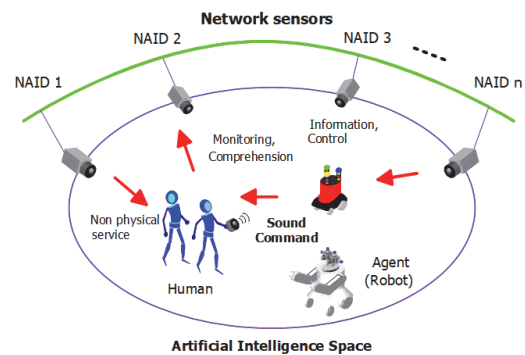 Network sensors
NAID 1
NAID 2
NAID 3
NAID n
Monitoring,
Comprehension
Information,
Control
Non physical
service
Sound
Command
Human
Agent
(Robot)
Artificial Intelligence Space